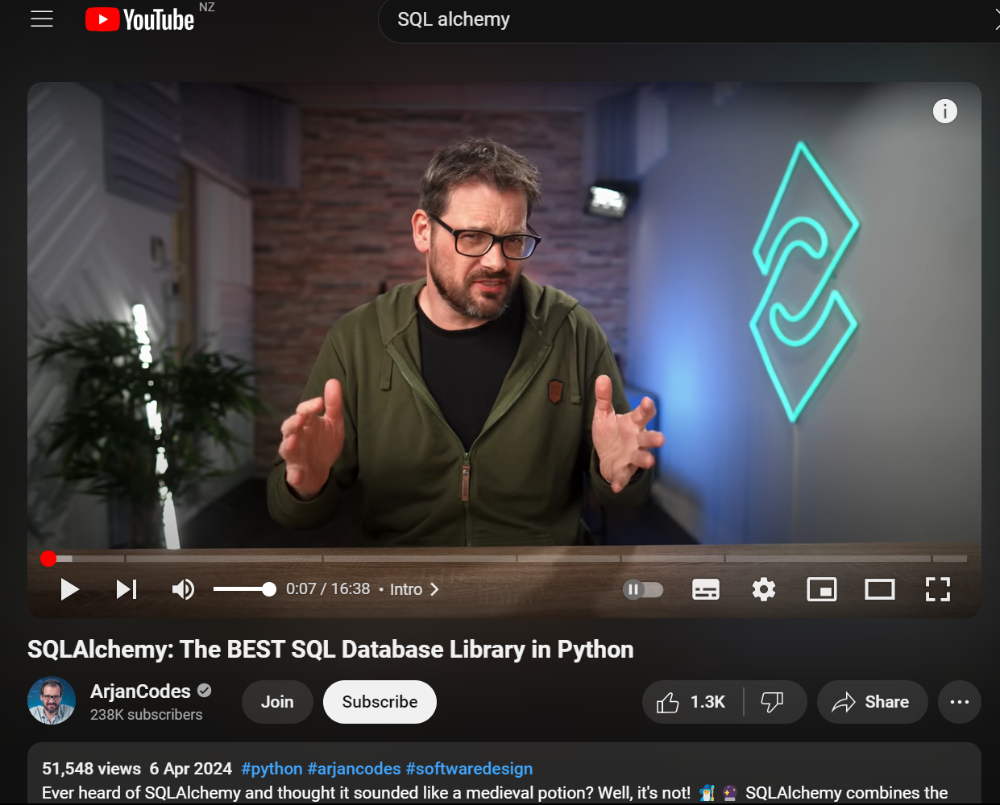 YouTube NZ
SQL alchemy
i
0:07 / 16:38 • Intro
SQLAlchemy: The BEST SQL Database Library in Python
ArjanCodes
238K subscribers
Join
Subscribe
1.3K
Share
51,548 views 6 Apr 2024 #python #arjancodes #softwaredesign
Ever heard of SQLAlchemy and thought it sounded like a medieval potion? Well, it's not! 🧙‍♂️ 🔮 SQLAlchemy combines the